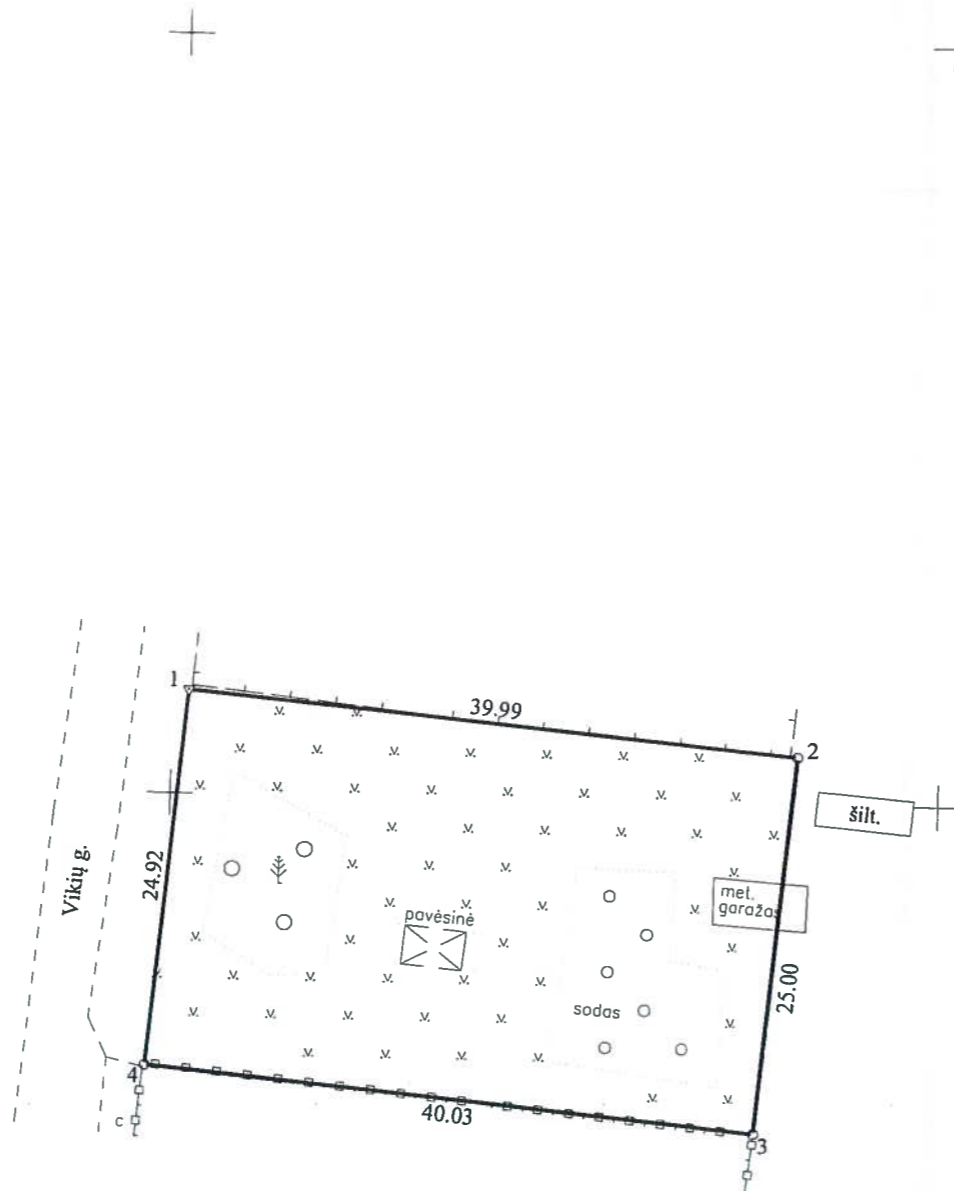 1
39.99
2
šilt.
Vikių g.
24.92
met.
garažas
pavėsinė
25.00
sodas
4
40.03
c
3